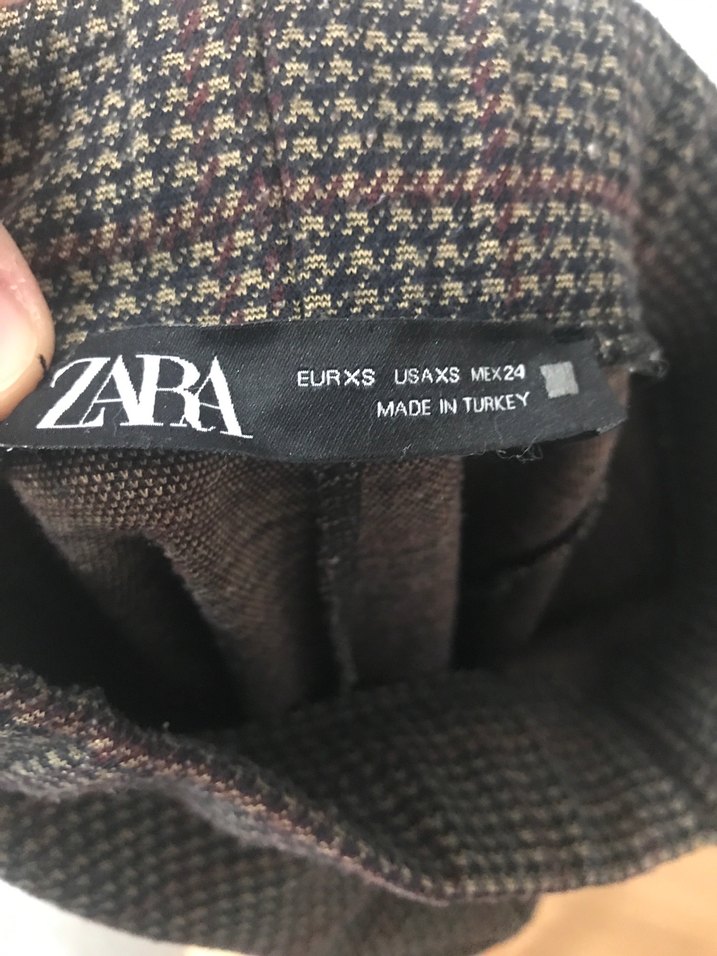 ZARA
EUR XS USA XS MEX 24
MADE IN TURKEY